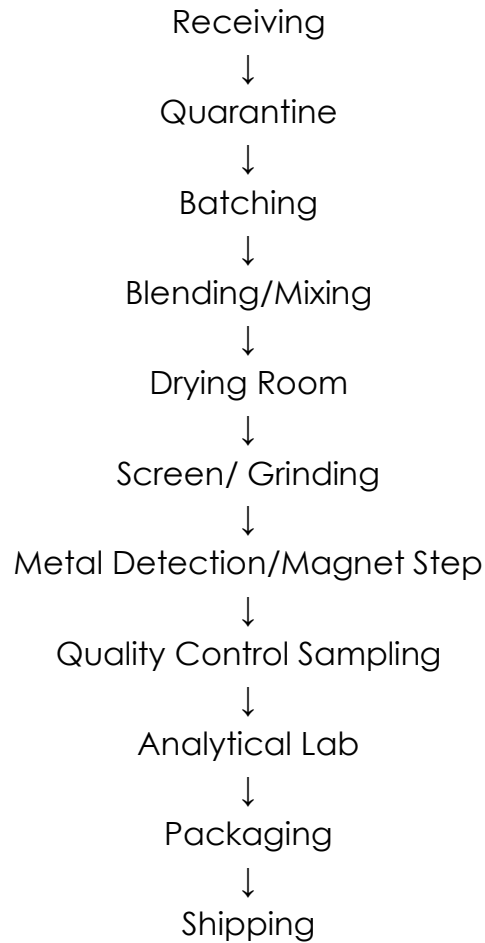 Receiving
↓
Quarantine
↓
Batching
↓
Blending/Mixing
↓
Drying Room
↓
Screen/ Grinding
↓
Metal Detection/Magnet Step
↓
Quality Control Sampling
↓
Analytical Lab
↓
Packaging
↓
Shipping